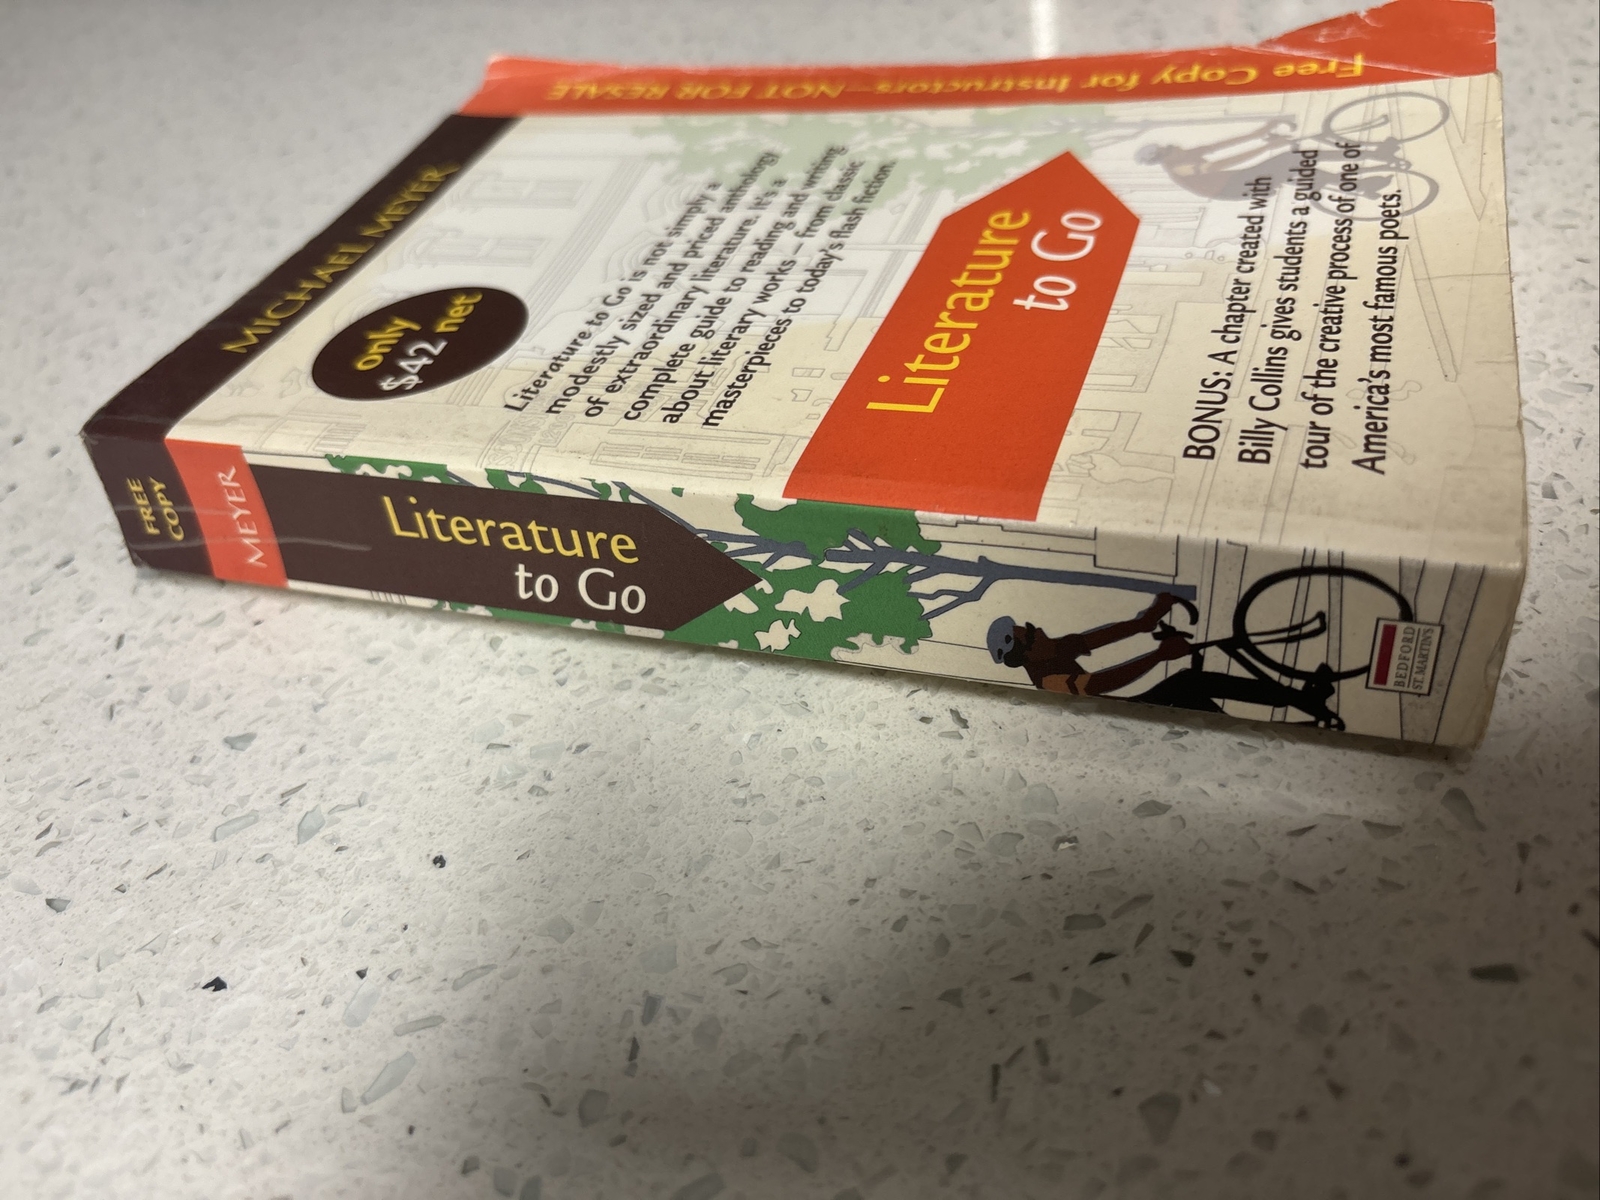 Free Copy for Instructors—NOT FOR RESALE
MICHAEL MEYER
only
$42 net
Literature to Go is not simply a
modestly sized and priced anthology
of extraordinary literature. It's a
complete guide to reading and writing
about literary works – from classic
masterpieces to today's flash fiction.
Literature
to Go
BONUS: A chapter created with
Billy Collins gives students a guided
tour of the creative process of one of
America's most famous poets.
FREE
COPY
MEYER
Literature
to Go
BEDFORD
ST. MARTIN'S